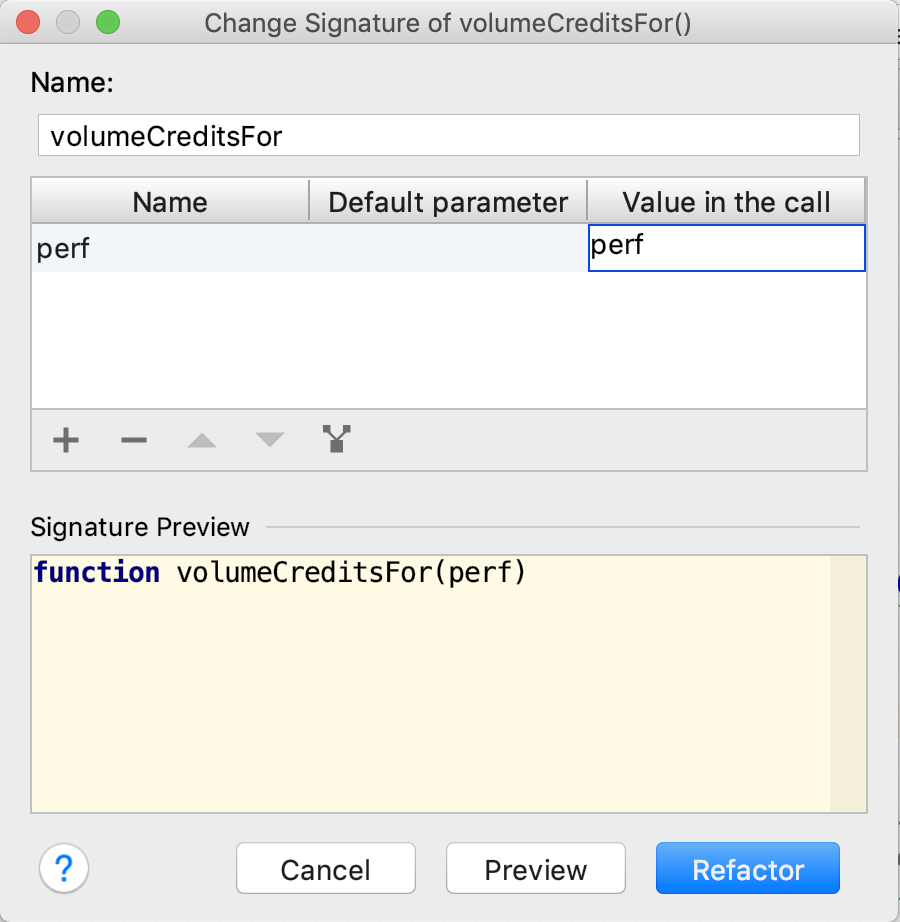 Change Signature of volumeCreditsFor()
Name:
volumeCreditsFor
Name Default parameter Value in the call
perf perf
Signature Preview
function volumeCreditsFor(perf)
? Cancel Preview Refactor